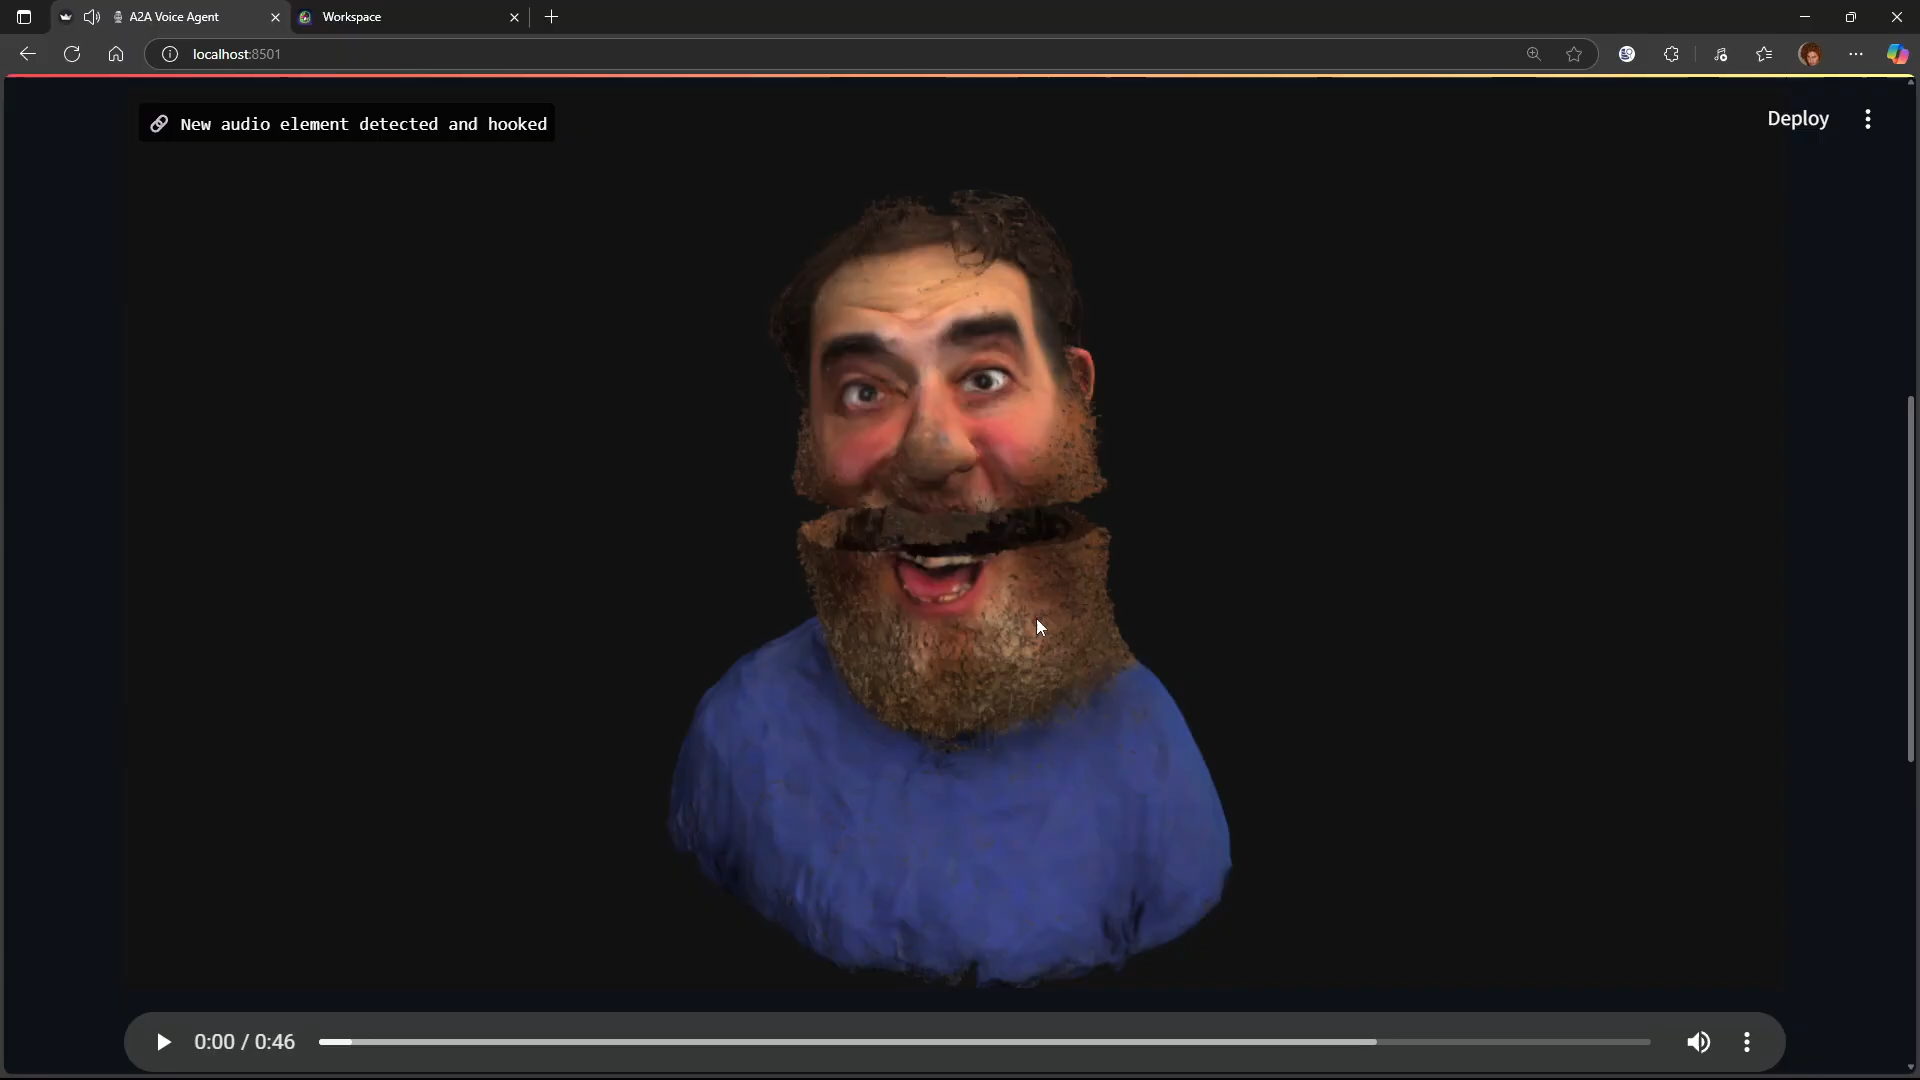 A2A Voice Agent
Workspace
localhost:8501
New audio element detected and hooked
Deploy
0:00 / 0:46